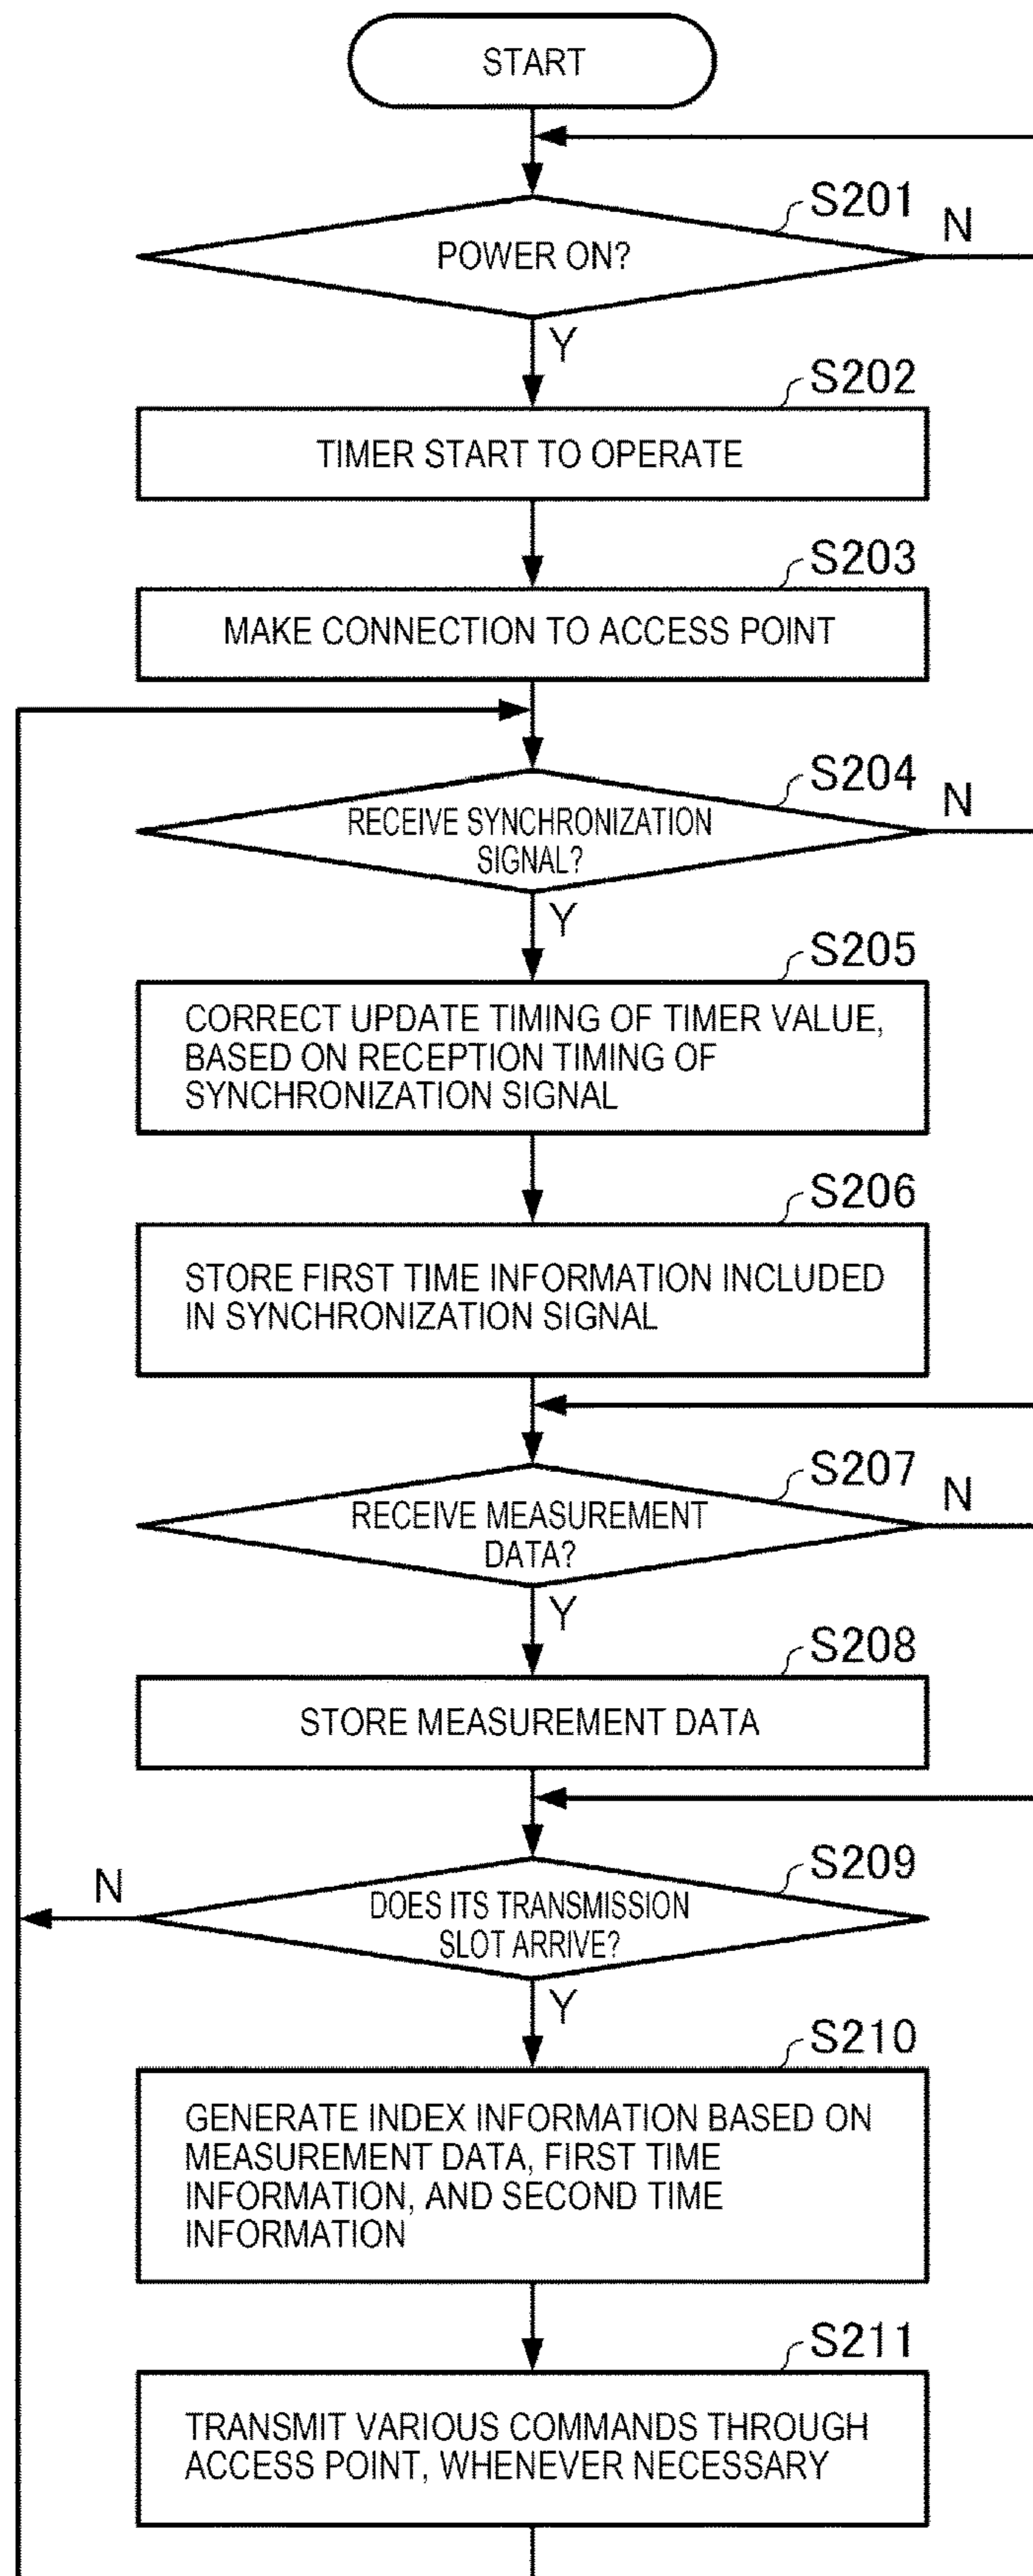 START
S201
N
POWER ON?
Y
S202
TIMER START TO OPERATE
S203
MAKE CONNECTION TO ACCESS POINT
S204
N
RECEIVE SYNCHRONIZATION
SIGNAL?
Y
S205
CORRECT UPDATE TIMING OF TIMER VALUE,
BASED ON RECEPTION TIMING OF
SYNCHRONIZATION SIGNAL
S206
STORE FIRST TIME INFORMATION INCLUDED
IN SYNCHRONIZATION SIGNAL
S207
N
RECEIVE MEASUREMENT
DATA?
Y
S208
STORE MEASUREMENT DATA
S209
N
DOES ITS TRANSMISSION
SLOT ARRIVE?
Y
S210
GENERATE INDEX INFORMATION BASED ON
MEASUREMENT DATA, FIRST TIME
INFORMATION, AND SECOND TIME
INFORMATION
S211
TRANSMIT VARIOUS COMMANDS THROUGH
ACCESS POINT, WHENEVER NECESSARY